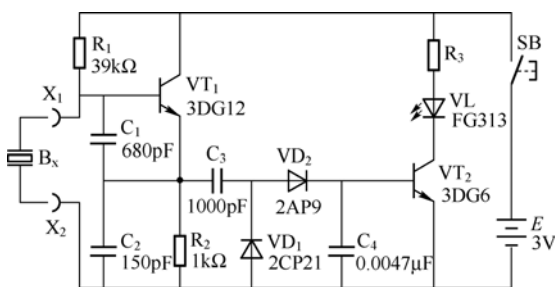 R₁
39kΩ
X₁
Bₓ
X₂
C₁
680pF
C₂
150pF
VT₁
3DG12
C₃
1000pF
R₂
1kΩ
VD₂
2AP9
VD₁
2CP21
C₄
0.0047μF
R₃
VL
FG313
VT₂
3DG6
SB
E
3V